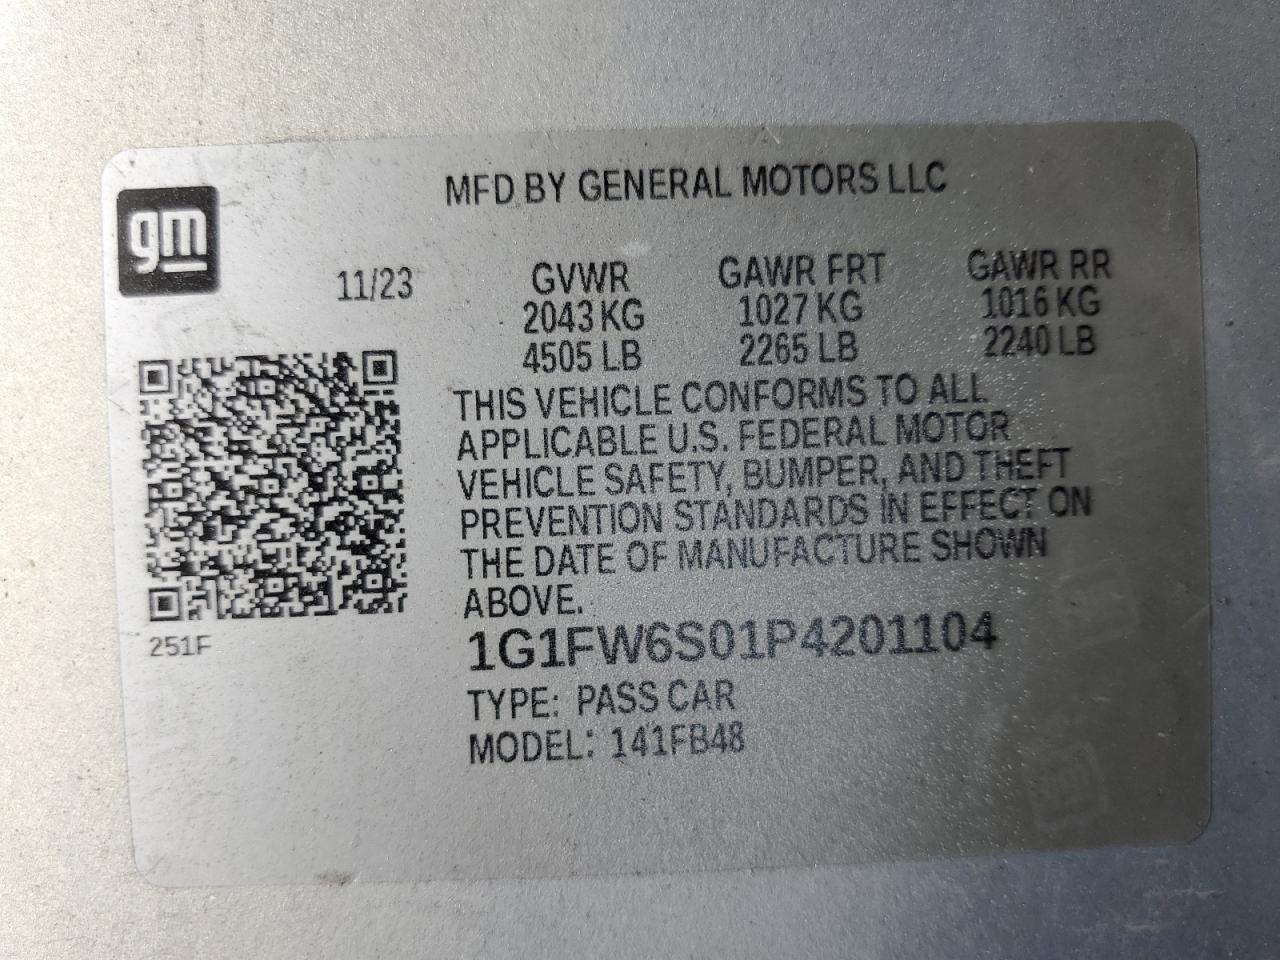 MFD BY GENERAL MOTORS LLC
gm
11/23
GVWR GAWR FRT GAWR RR
2043 KG 1027 KG 1016 KG
4505 LB 2265 LB 2240 LB
THIS VEHICLE CONFORMS TO ALL
APPLICABLE U.S. FEDERAL MOTOR
VEHICLE SAFETY, BUMPER, AND THEFT
PREVENTION STANDARDS IN EFFECT ON
THE DATE OF MANUFACTURE SHOWN
ABOVE.
251F
1G1FW6S01P4201104
TYPE: PASS CAR
MODEL: 141FB48